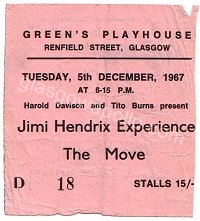 GREEN'S PLAYHOUSE
RENFIELD STREET, GLASGOW
TUESDAY, 5th DECEMBER, 1967
AT 6-15 P.M.
Harold Davison and Tito Burns present
Jimi Hendrix Experience
The Move
D 18 STALLS 15/-